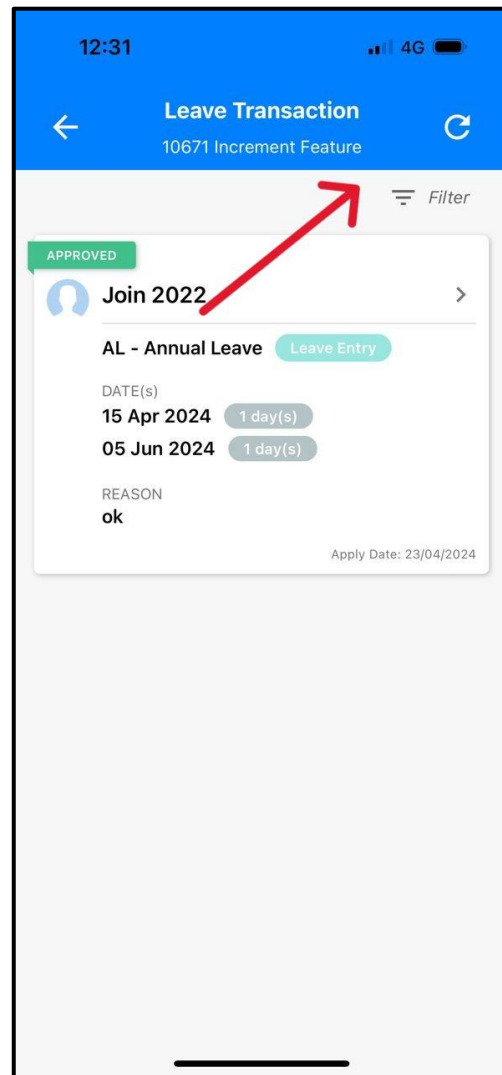 12:31
4G
Leave Transaction
10671 Increment Feature
Filter
APPROVED
Join 2022
AL - Annual Leave Leave Entry
DATE(s)
15 Apr 2024 1 day(s)
05 Jun 2024 1 day(s)
REASON
ok
Apply Date: 23/04/2024